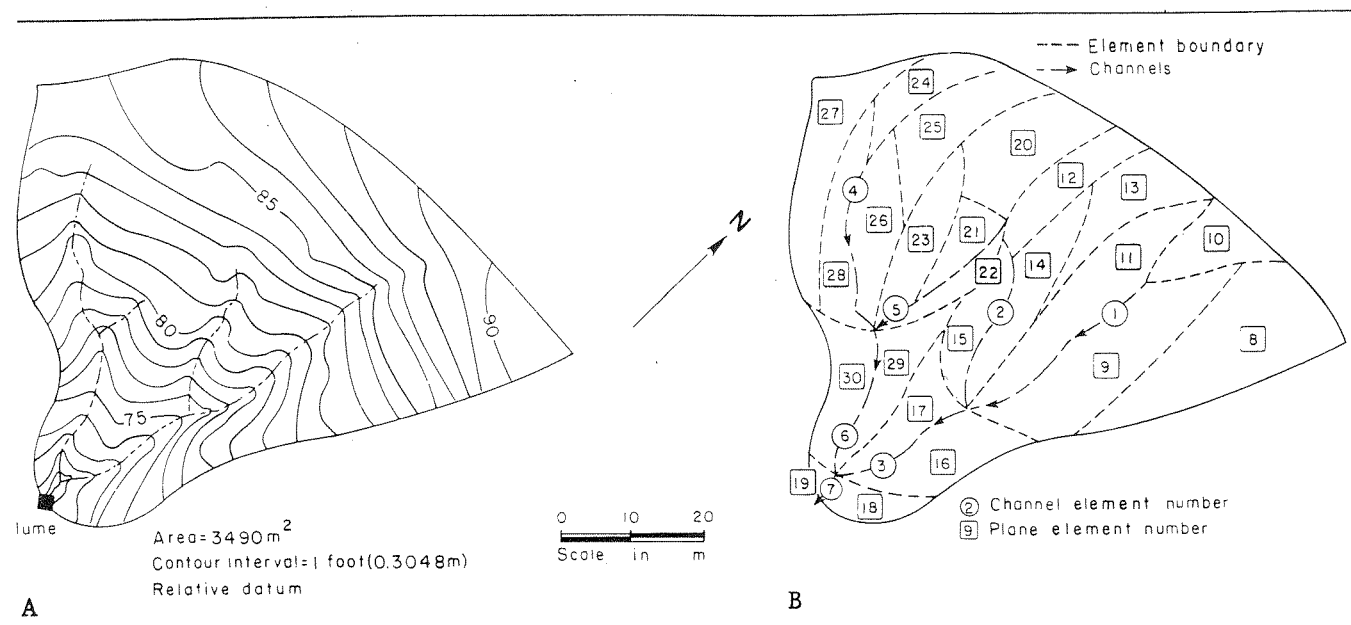 85
90
80
75
lume
Area=3490m²
Contour interval=1 foot(0.3048m)
Relative datum
A
N
0 10 20
Scale in m
Element boundary
Channels
24
27
25
20
12
13
4
26
23
21
10
11
22
14
28
5
2
1
15
8
29
9
30
17
6
3
16
19
7
18
2 Channel element number
9 Plane element number
B